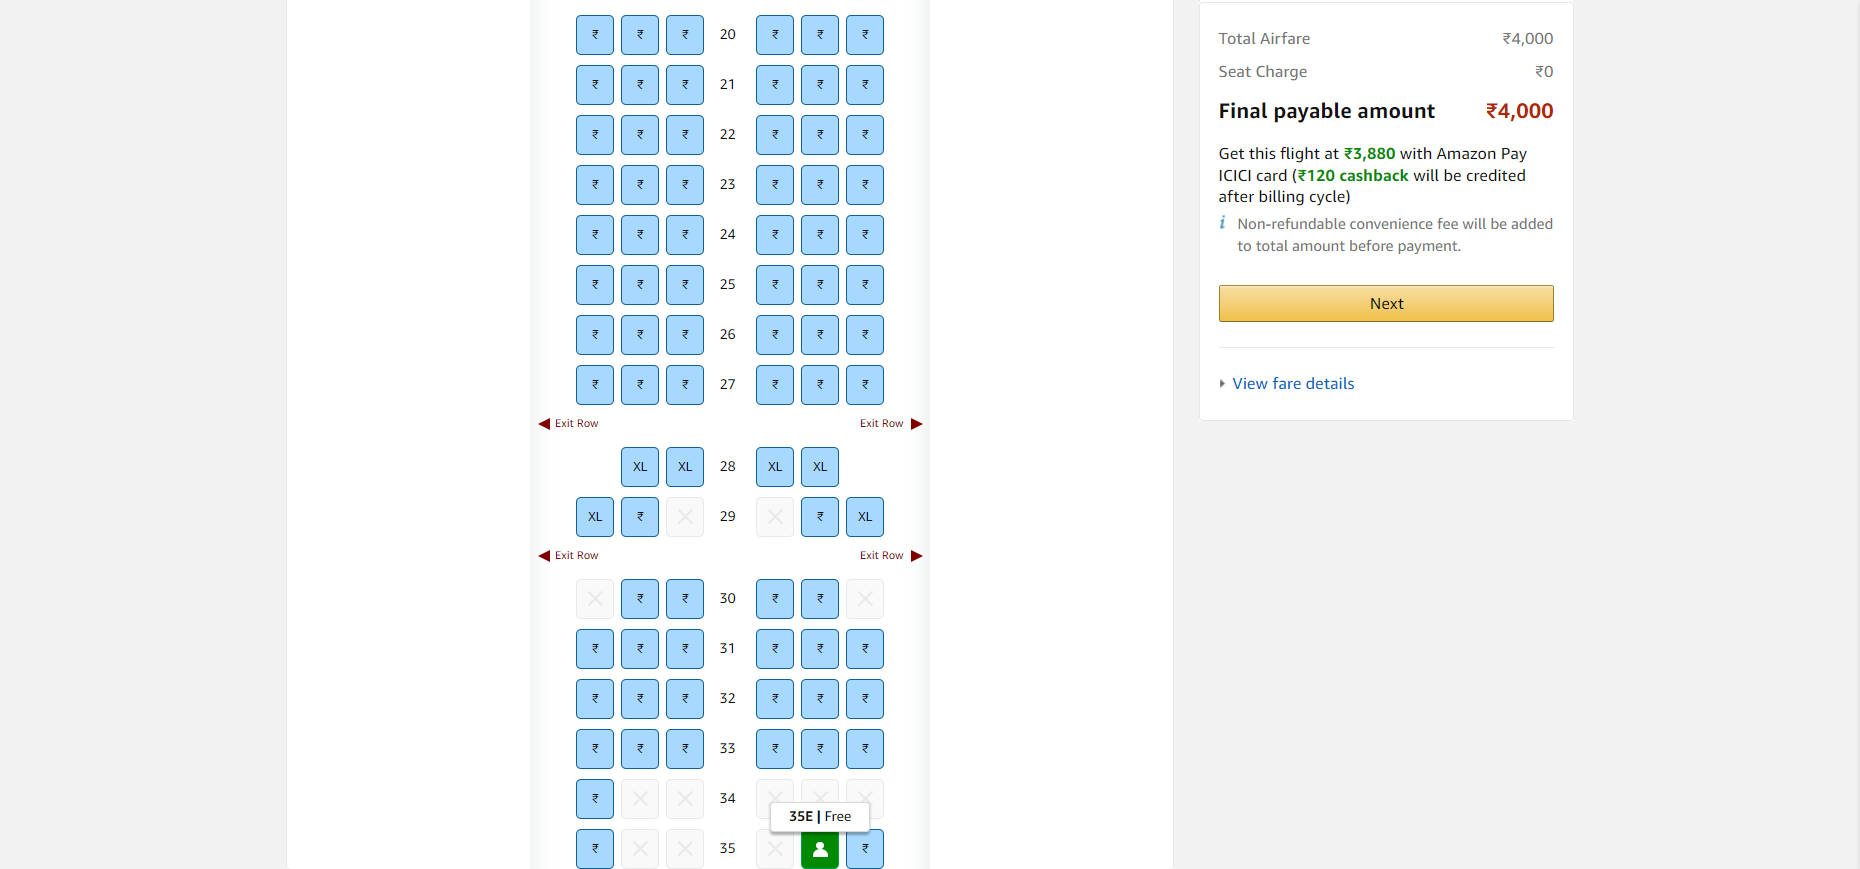 ₹ ₹ ₹ 20 ₹ ₹ ₹
₹ ₹ ₹ 21 ₹ ₹ ₹
₹ ₹ ₹ 22 ₹ ₹ ₹
₹ ₹ ₹ 23 ₹ ₹ ₹
₹ ₹ ₹ 24 ₹ ₹ ₹
₹ ₹ ₹ 25 ₹ ₹ ₹
₹ ₹ ₹ 26 ₹ ₹ ₹
₹ ₹ ₹ 27 ₹ ₹ ₹
Exit Row Exit Row
XL XL 28 XL XL
XL ₹ 29 ₹ XL
Exit Row Exit Row
₹ ₹ 30 ₹ ₹
₹ ₹ ₹ 31 ₹ ₹ ₹
₹ ₹ ₹ 32 ₹ ₹ ₹
₹ ₹ ₹ 33 ₹ ₹ ₹
₹ 34
35E | Free
₹ 35 ₹
Total Airfare ₹4,000
Seat Charge ₹0
Final payable amount ₹4,000
Get this flight at ₹3,880 with Amazon Pay
ICICI card (₹120 cashback will be credited
after billing cycle)
i Non-refundable convenience fee will be added
to total amount before payment.
Next
View fare details